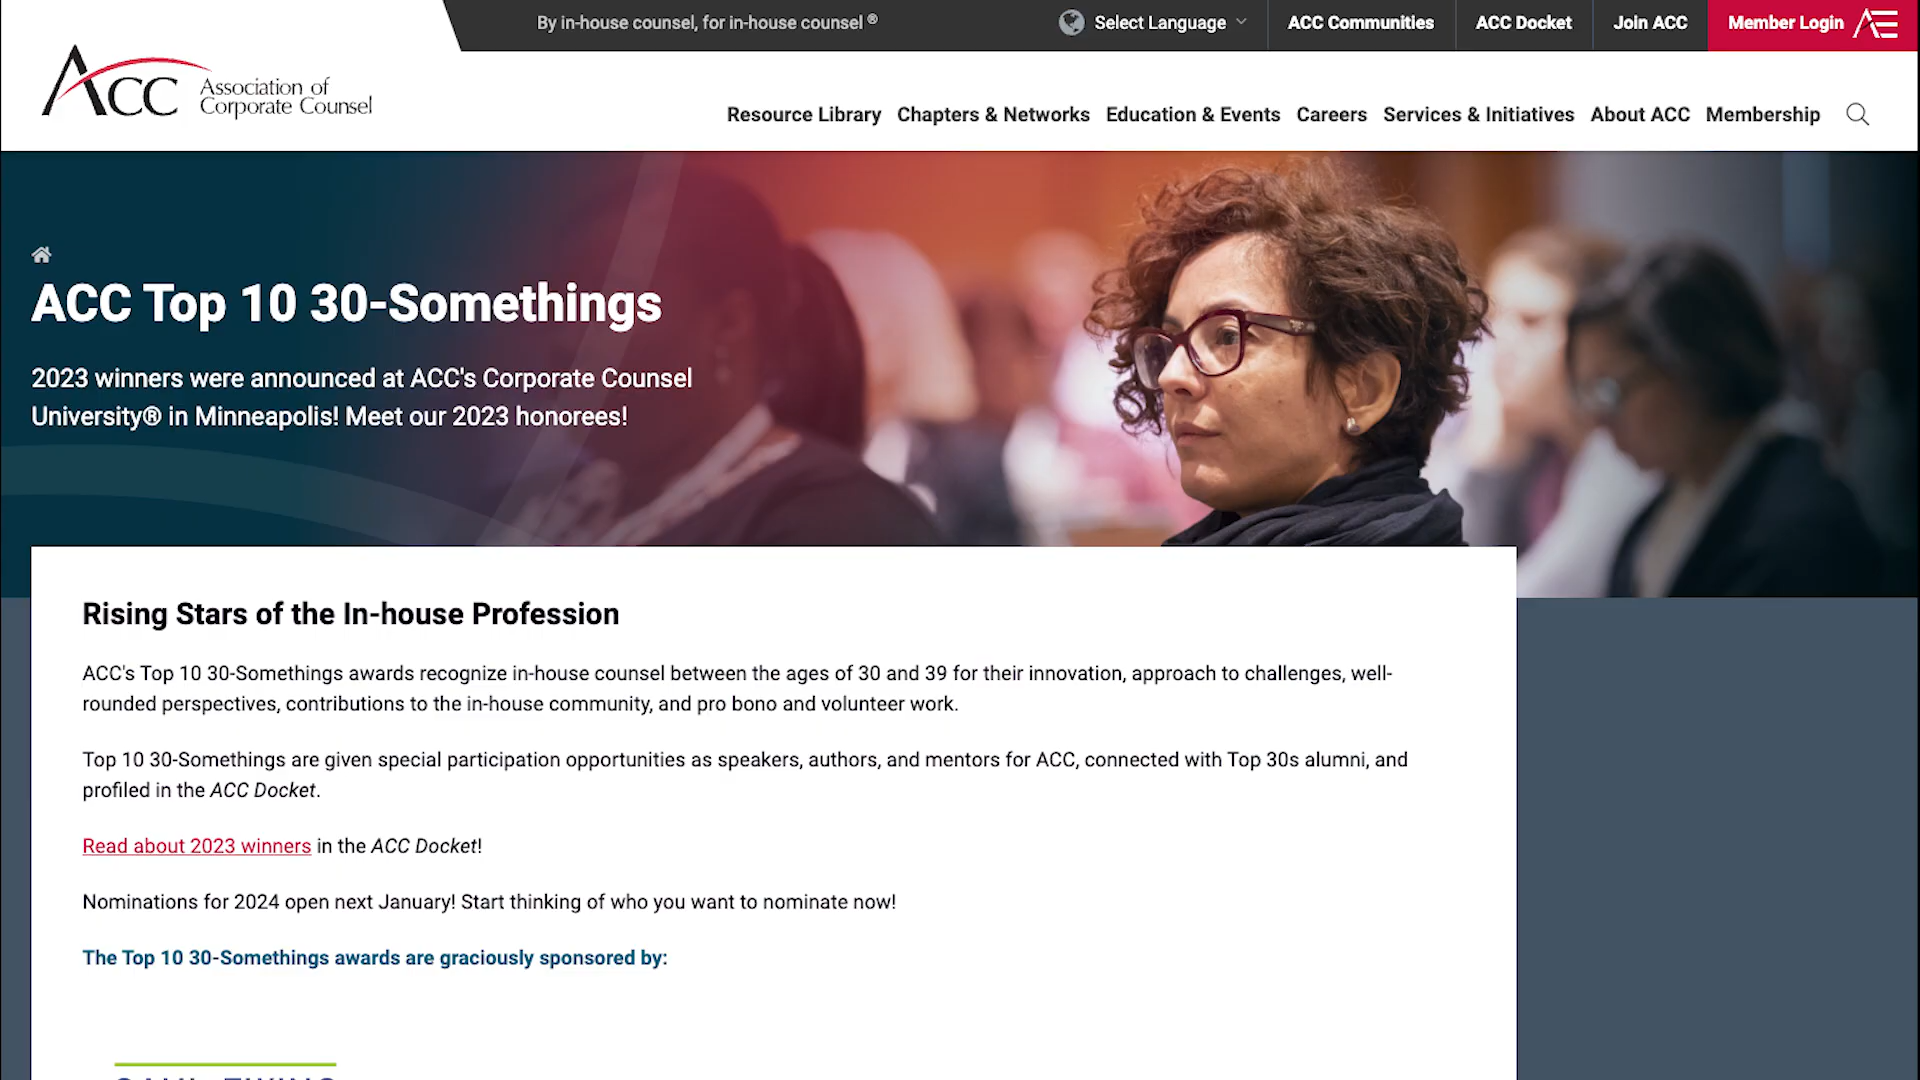 By in-house counsel, for in-house counsel ®
Select Language
ACC Communities
ACC Docket
Join ACC
Member Login
ACC Association of
Corporate Counsel
Resource Library
Chapters & Networks
Education & Events
Careers
Services & Initiatives
About ACC
Membership
ACC Top 10 30-Somethings
2023 winners were announced at ACC's Corporate Counsel
University® in Minneapolis! Meet our 2023 honorees!
Rising Stars of the In-house Profession
ACC's Top 10 30-Somethings awards recognize in-house counsel between the ages of 30 and 39 for their innovation, approach to challenges, well-
rounded perspectives, contributions to the in-house community, and pro bono and volunteer work.
Top 10 30-Somethings are given special participation opportunities as speakers, authors, and mentors for ACC, connected with Top 30s alumni, and
profiled in the ACC Docket.
Read about 2023 winners in the ACC Docket!
Nominations for 2024 open next January! Start thinking of who you want to nominate now!
The Top 10 30-Somethings awards are graciously sponsored by: